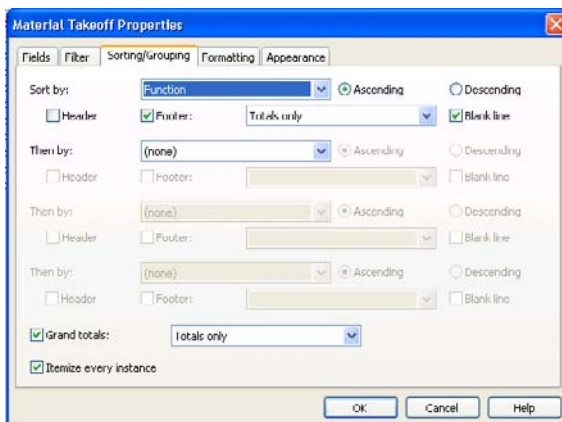 Material Takeoff Properties
Fields Filter Sorting/Grouping Formatting Appearance
Sort by: Function Ascending Descending
Header Footer: Totals only Blank line
Then by: (none) Ascending Descending
Header Footer: Blank line
Then by: (none) Ascending Descending
Header Footer: Blank line
Then by: (none) Ascending Descending
Header Footer: Blank line
Grand totals: Totals only
Itemize every instance
OK Cancel Help